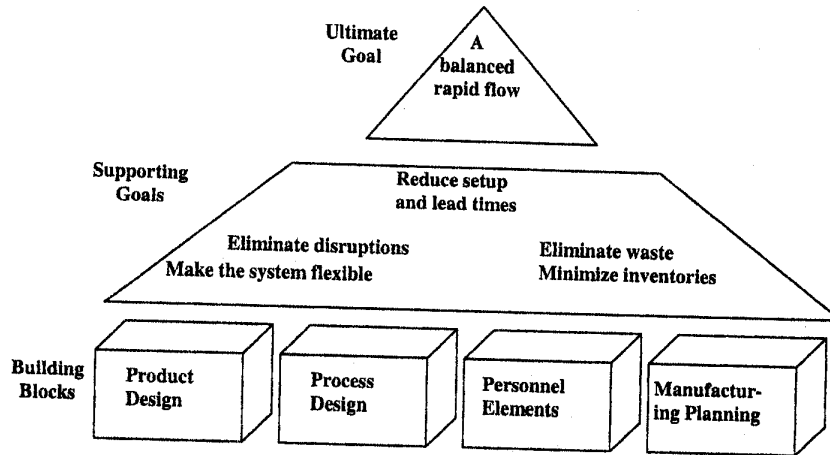 Ultimate
Goal
A
balanced
rapid flow
Supporting
Goals
Reduce setup
and lead times
Eliminate disruptions
Make the system flexible
Eliminate waste
Minimize inventories
Building
Blocks
Product
Design
Process
Design
Personnel
Elements
Manufactur-
ing Planning